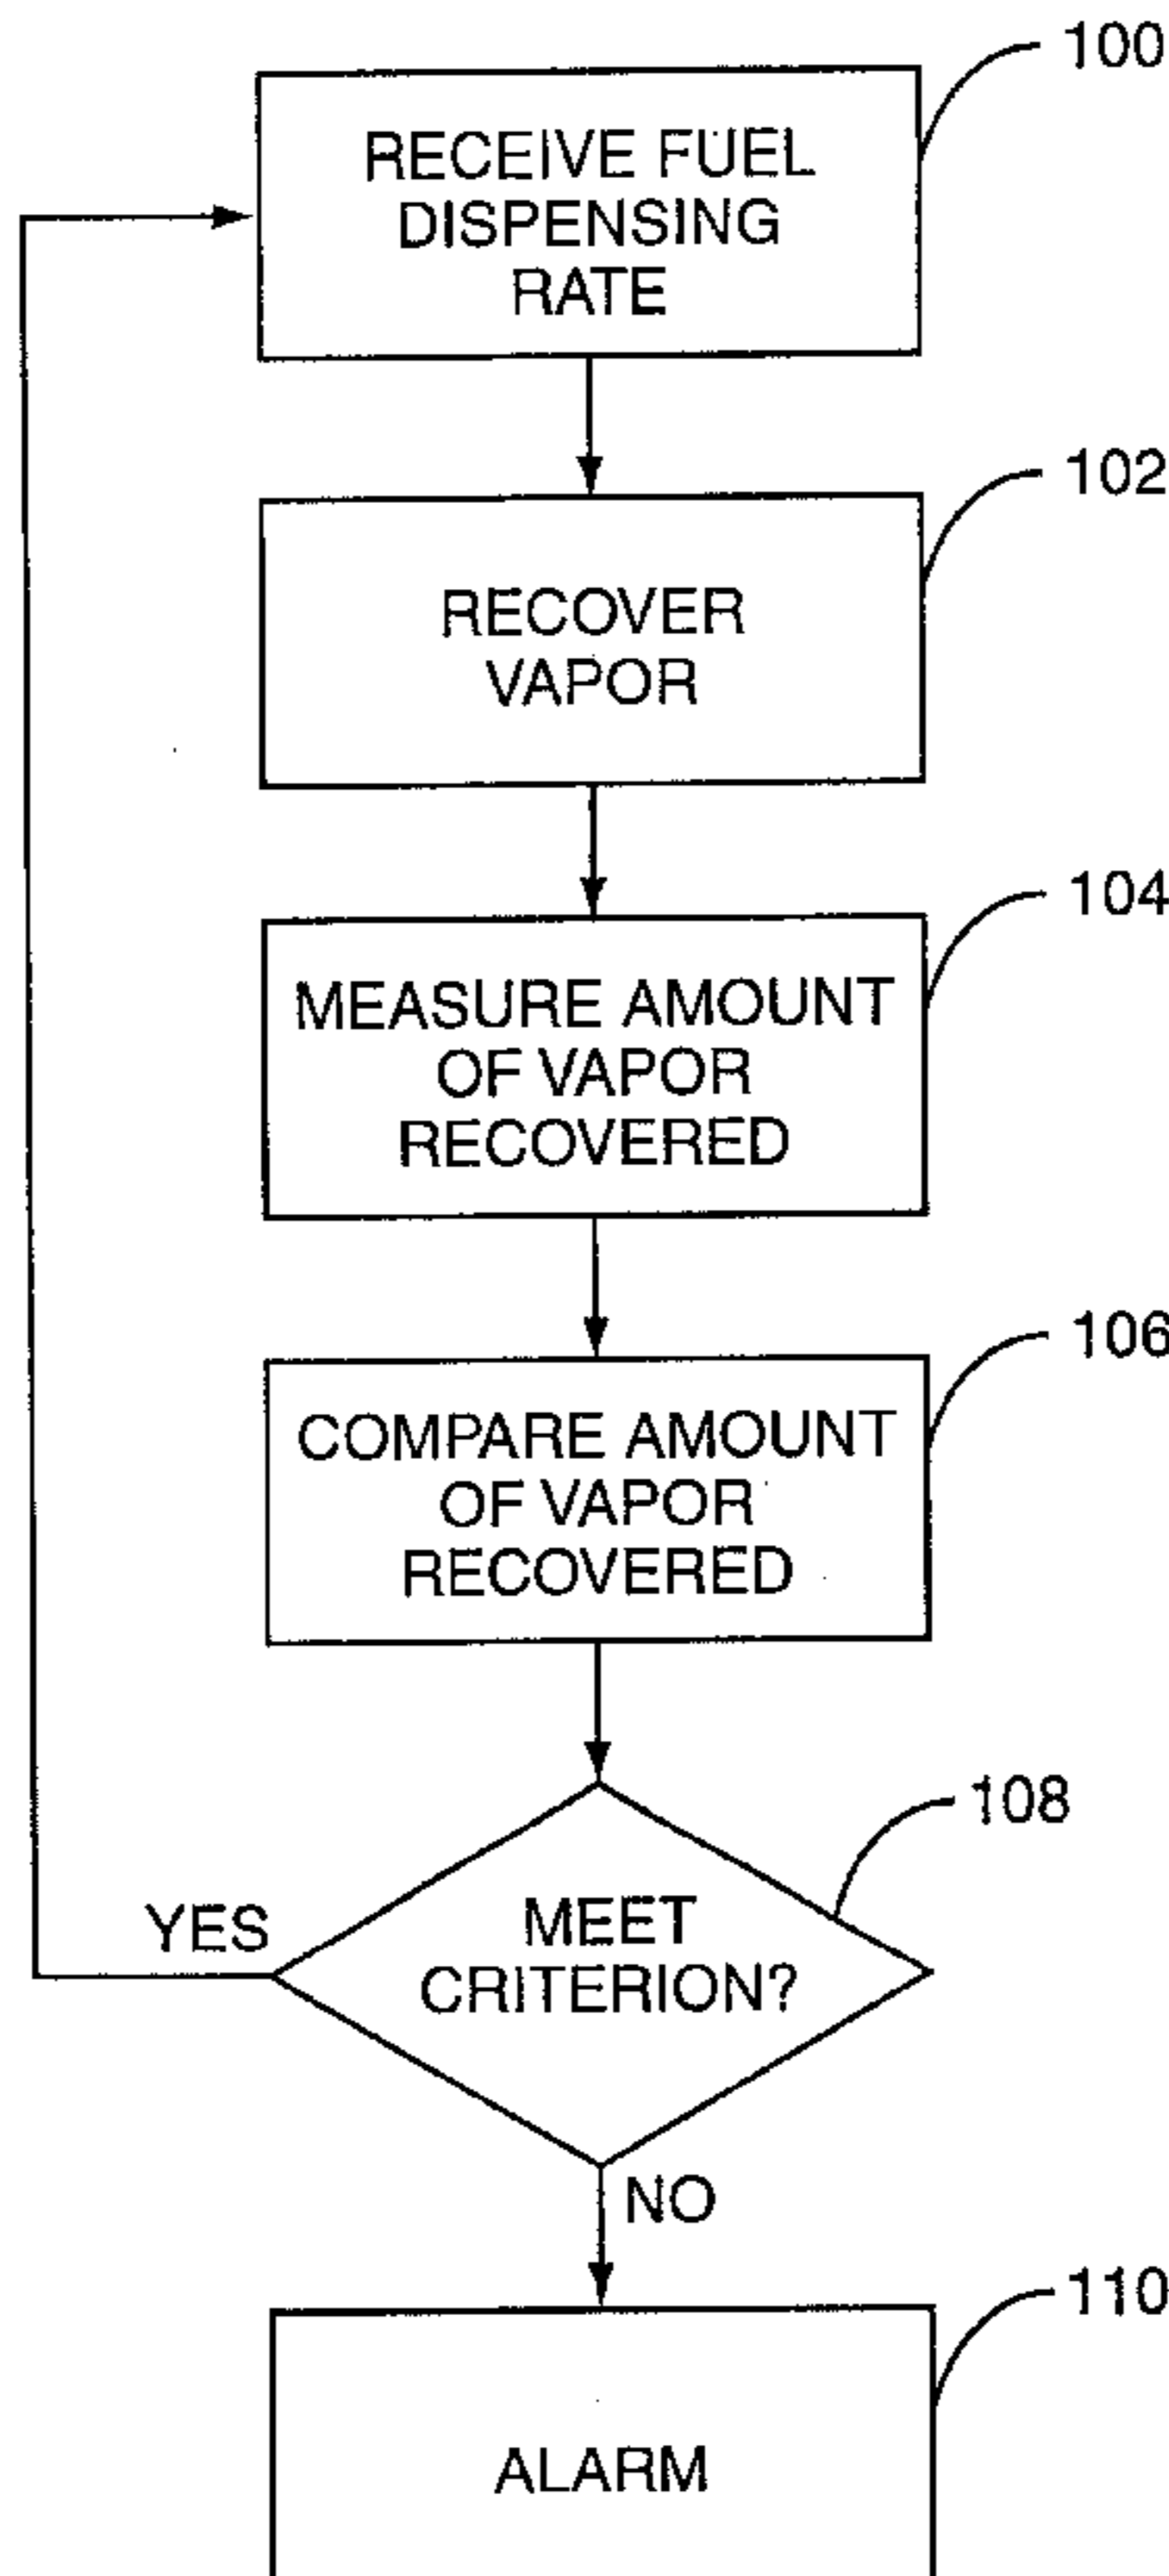 100
RECEIVE FUEL
DISPENSING
RATE
102
RECOVER
VAPOR
104
MEASURE AMOUNT
OF VAPOR
RECOVERED
106
COMPARE AMOUNT
OF VAPOR
RECOVERED
108
MEET
CRITERION?
YES
NO
110
ALARM